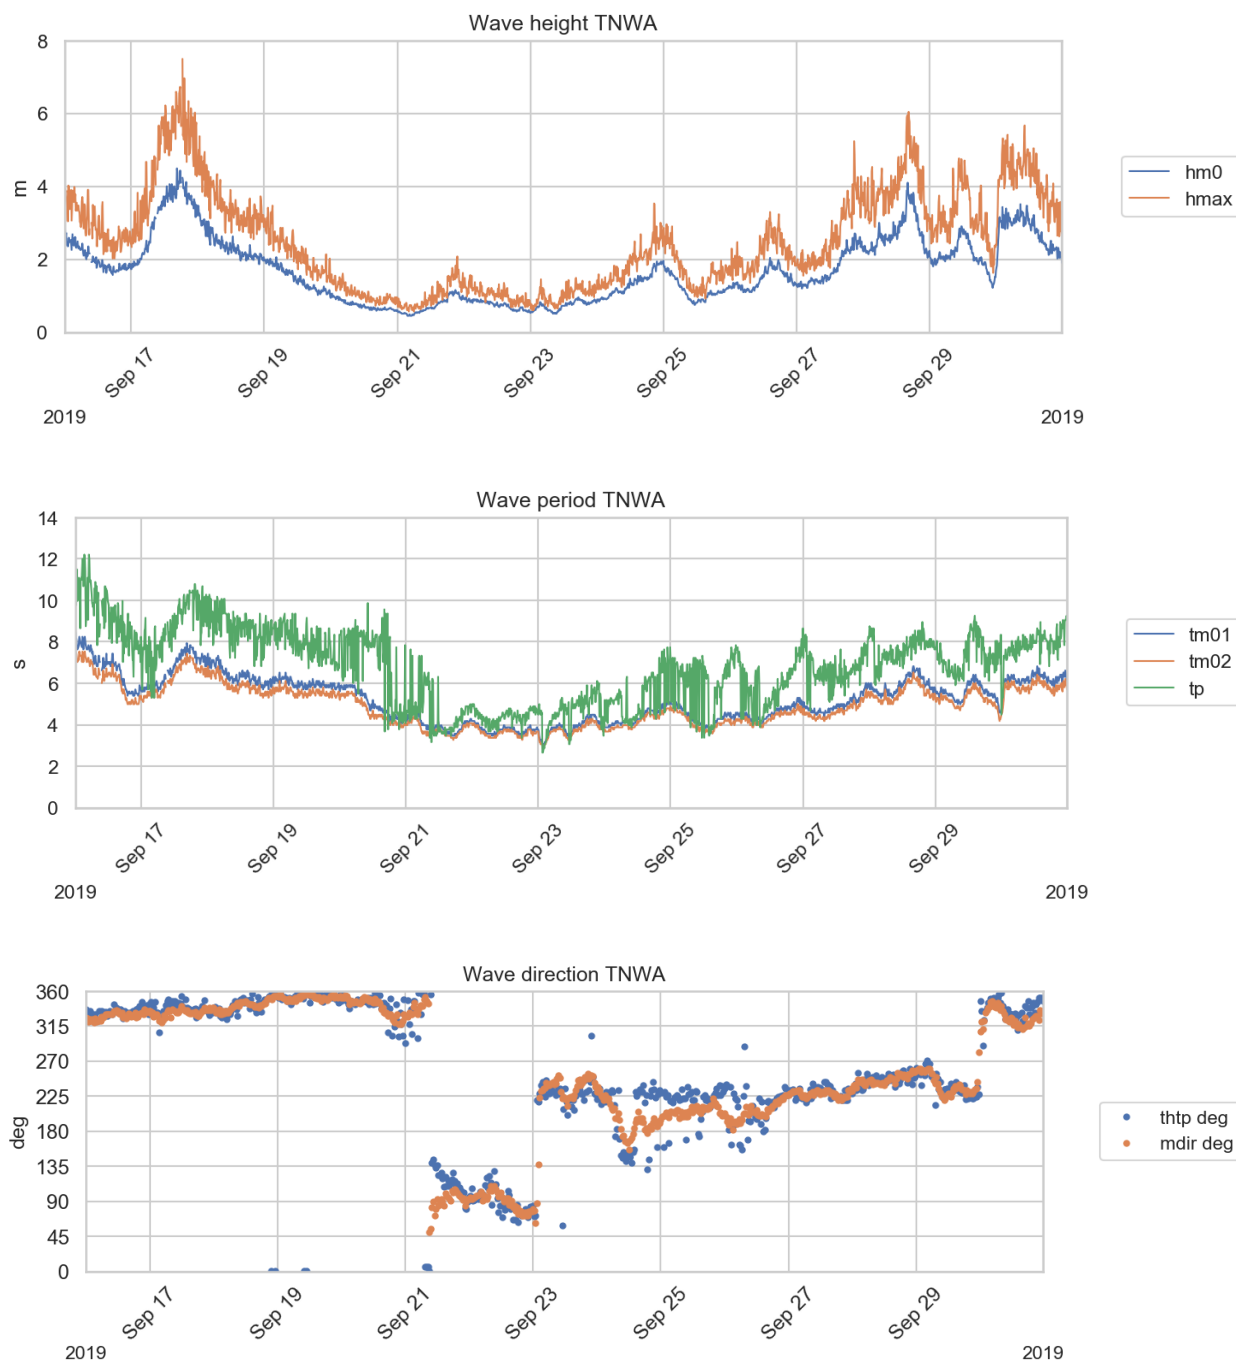 Wave height TNWA
8
6
4
2
0
m
Sep 17
Sep 19
Sep 21
Sep 23
Sep 25
Sep 27
Sep 29
2019
2019
hm0
hmax
Wave period TNWA
14
12
10
8
6
4
2
0
s
Sep 17
Sep 19
Sep 21
Sep 23
Sep 25
Sep 27
Sep 29
2019
2019
tm01
tm02
tp
Wave direction TNWA
360
315
270
225
180
135
90
45
0
deg
Sep 17
Sep 19
Sep 21
Sep 23
Sep 25
Sep 27
Sep 29
2019
2019
thtp deg
mdir deg